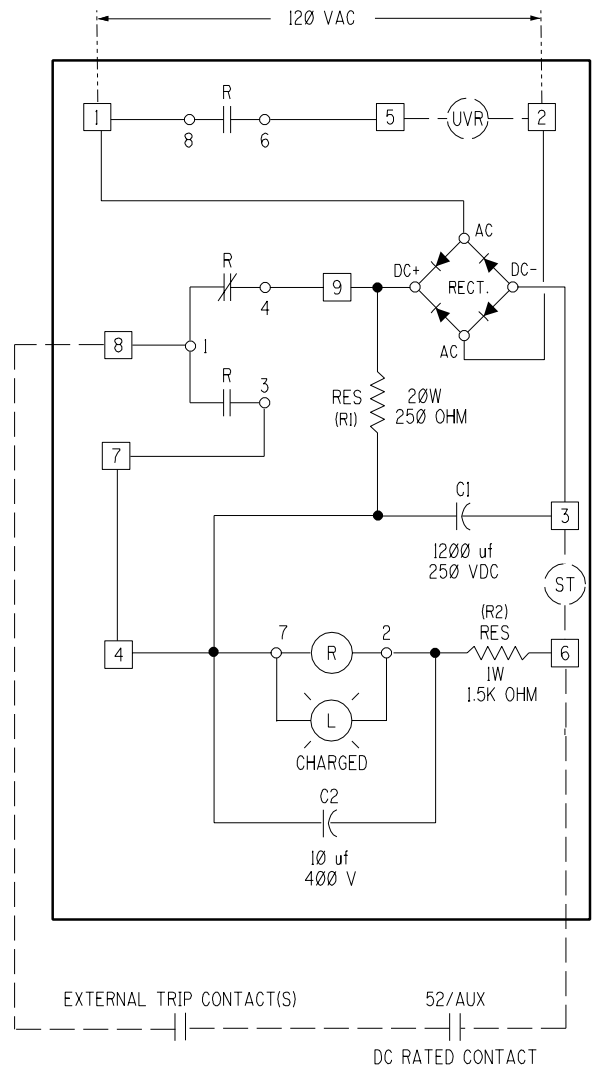 120 VAC
R
1
8
6
5
UVR
2
AC
R
DC+
RECT.
DC-
4
9
AC
8
1
R
3
RES
(R1)
20W
250 OHM
7
C1
3
1200 uf
250 VDC
ST
(R2)
RES
4
7
R
2
6
1W
1.5K OHM
L
CHARGED
C2
10 uf
400 V
EXTERNAL TRIP CONTACT(S)
52/AUX
DC RATED CONTACT